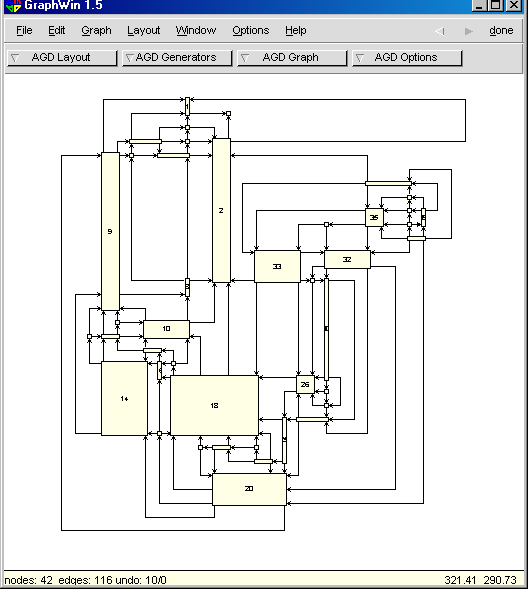 GraphWin 1.5
File Edit Graph Layout Window Options Help done
AGD Layout AGD Generators AGD Graph AGD Options
1
2
9
35
33
32
10
26
14
18
20
nodes: 42 edges: 116 undo: 10/0 321.41 290.73